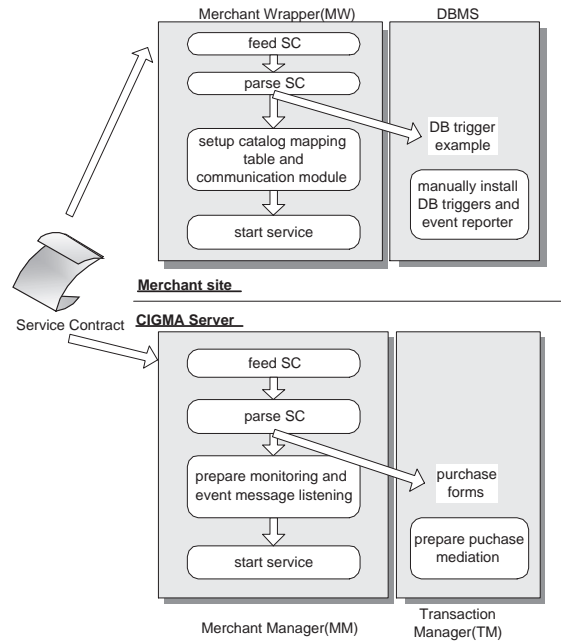 Merchant Wrapper(MW)
DBMS
feed SC
parse SC
setup catalog mapping
table and
communication module
start service
DB trigger
example
manually install
DB triggers and
event reporter
Merchant site
Service Contract
CIGMA Server
feed SC
parse SC
prepare monitoring and
event message listening
start service
purchase
forms
prepare puchase
mediation
Merchant Manager(MM)
Transaction
Manager(TM)